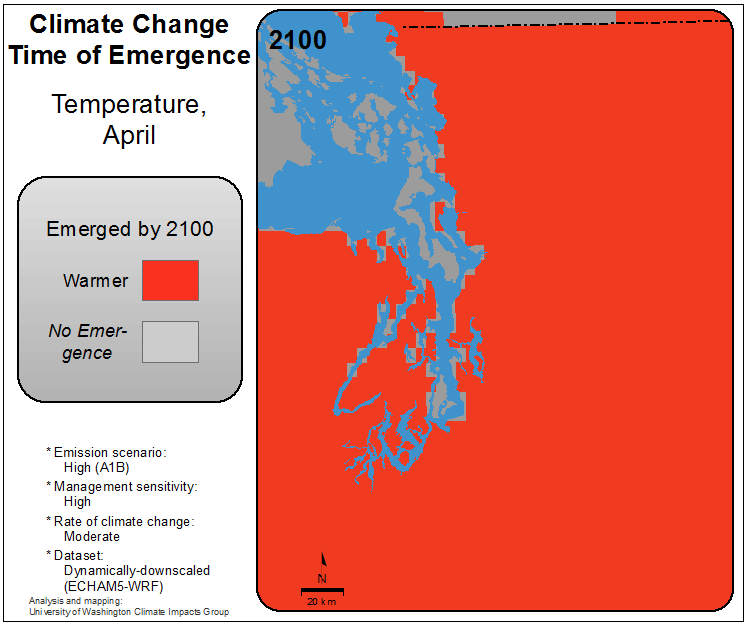 Climate Change
Time of Emergence
Temperature,
April
Emerged by 2100
Warmer
No Emer-
gence
* Emission scenario:
High (A1B)
* Management sensitivity:
High
* Rate of climate change:
Moderate
* Dataset:
Dynamically-downscaled
(ECHAM5-WRF)
Analysis and mapping:
University of Washington Climate Impacts Group
2100
N
20 km